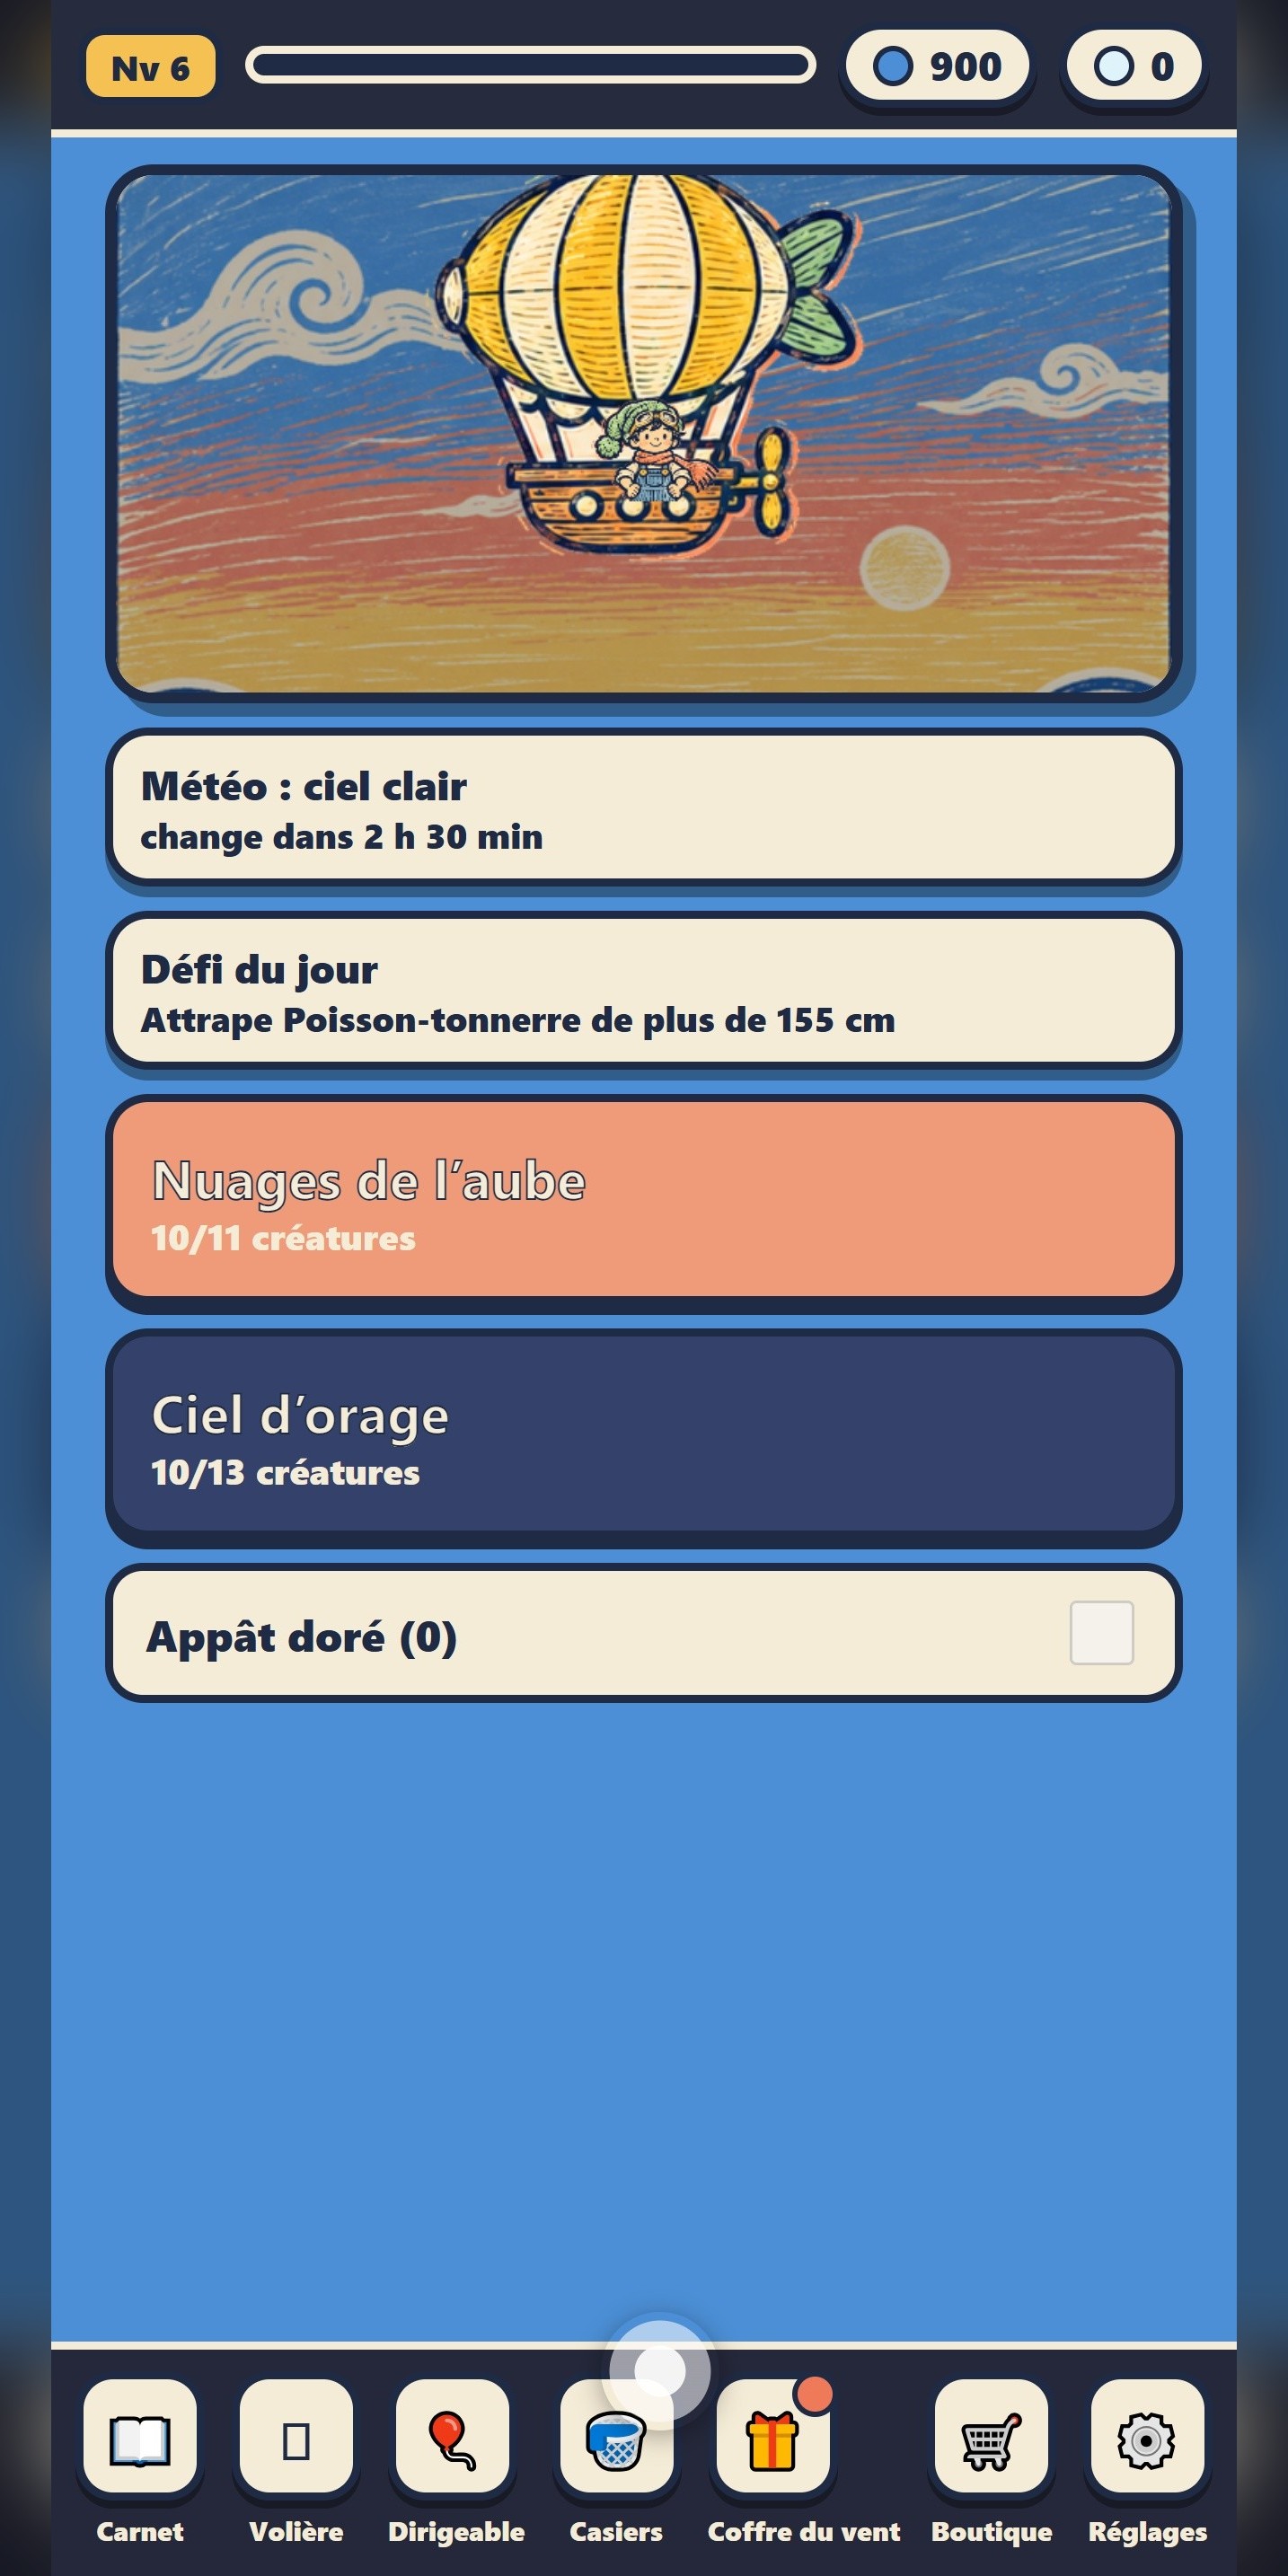 Nv 6
900
0
Météo : ciel clair
change dans 2 h 30 min
Défi du jour
Attrape Poisson-tonnerre de plus de 155 cm
Nuages de l’aube
10/11 créatures
Ciel d’orage
10/13 créatures
Appât doré (0)
Carnet
Volière
Dirigeable
Casiers
Coffre du vent
Boutique
Réglages